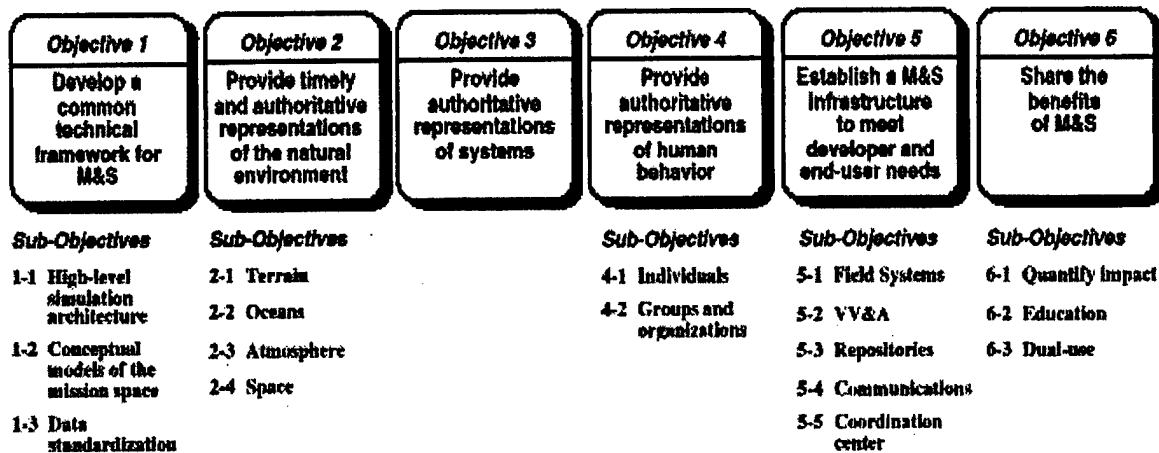 Objective 1
Develop a
common
technical
framework for
M&S
Objective 2
Provide timely
and authoritative
representations
of the natural
environment
Objective 3
Provide
authoritative
representations
of systems
Objective 4
Provide
authoritative
representations
of human
behavior
Objective 5
Establish a M&S
infrastructure
to meet
developer and
end-user needs
Objective 6
Share the
benefits
of M&S
Sub-Objectives
1-1 High-level
simulation
architecture
1-2 Conceptual
models of the
mission space
1-3 Data
standardization
Sub-Objectives
2-1 Terrain
2-2 Oceans
2-3 Atmosphere
2-4 Space
Sub-Objectives
4-1 Individuals
4-2 Groups and
organizations
Sub-Objectives
5-1 Field Systems
5-2 VV&A
5-3 Repositories
5-4 Communications
5-5 Coordination
center
Sub-Objectives
6-1 Quantify impact
6-2 Education
6-3 Dual-use